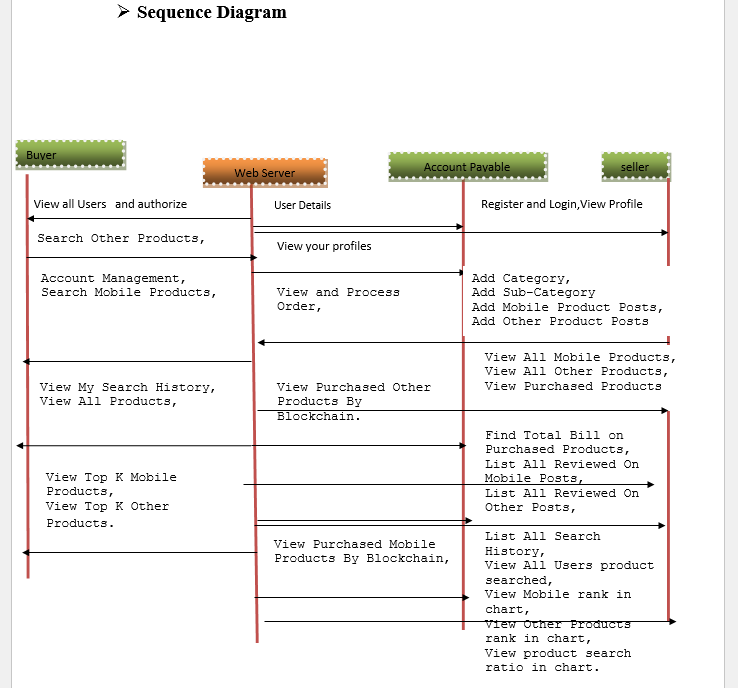 ➢ Sequence Diagram
Buyer
Web Server
Account Payable
seller
View all Users and authorize
User Details
Register and Login,View Profile
Search Other Products,
View your profiles
Account Management,
Search Mobile Products,
View and Process
Order,
Add Category,
Add Sub-Category
Add Mobile Product Posts,
Add Other Product Posts
View All Mobile Products,
View All Other Products,
View Purchased Products
View My Search History,
View All Products,
View Purchased Other
Products By
Blockchain.
Find Total Bill on
Purchased Products,
List All Reviewed On
Mobile Posts,
List All Reviewed On
Other Posts,
View Top K Mobile
Products,
View Top K Other
Products.
View Purchased Mobile
Products By Blockchain,
List All Search
History,
View All Users product
searched,
View Mobile rank in
chart,
View Other Products
rank in chart,
View product search
ratio in chart.